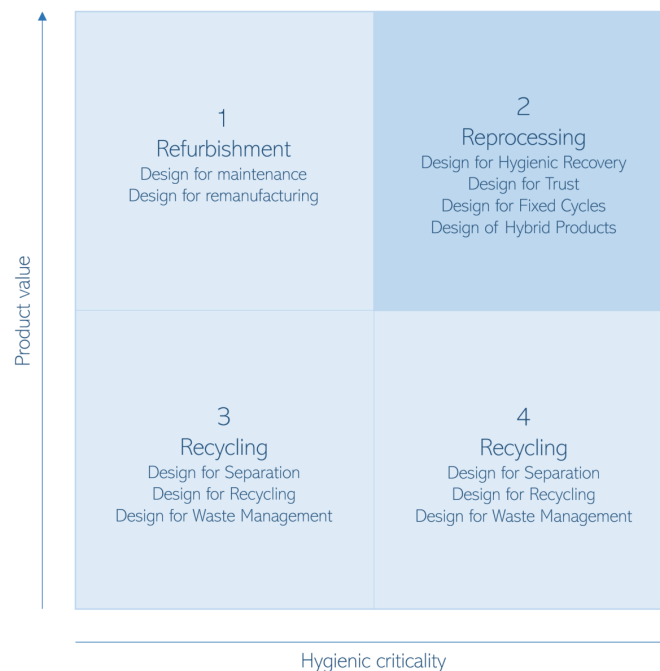 Product value
1
Refurbishment
Design for maintenance
Design for remanufacturing
2
Reprocessing
Design for Hygienic Recovery
Design for Trust
Design for Fixed Cycles
Design of Hybrid Products
3
Recycling
Design for Separation
Design for Recycling
Design for Waste Management
4
Recycling
Design for Separation
Design for Recycling
Design for Waste Management
Hygienic criticality